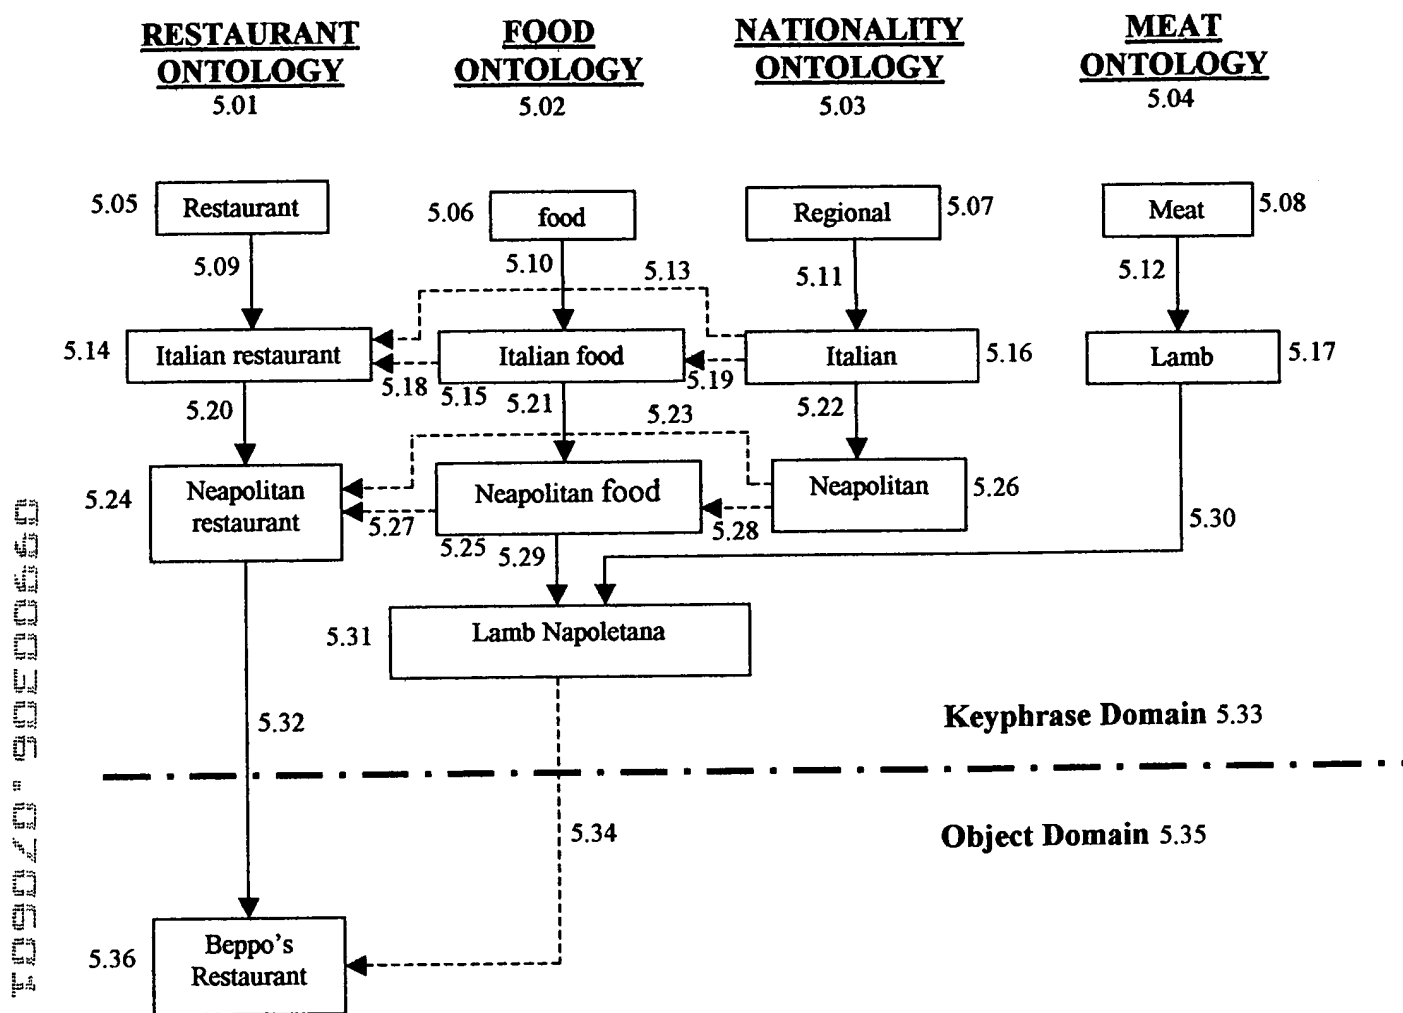 RESTAURANT
ONTOLOGY
5.01
FOOD
ONTOLOGY
5.02
NATIONALITY
ONTOLOGY
5.03
MEAT
ONTOLOGY
5.04
5.05 Restaurant
5.06 food
Regional 5.07
Meat 5.08
5.09
5.10
5.13
5.11
5.12
5.14 Italian restaurant
Italian food
Italian 5.16
Lamb 5.17
5.18
5.15
5.19
5.20
5.21
5.23
5.22
5.24 Neapolitan
restaurant
Neapolitan food
Neapolitan 5.26
5.27
5.25
5.28
5.29
5.30
5.31 Lamb Napoletana
5.32
Keyphrase Domain 5.33
5.34
Object Domain 5.35
5.36 Beppo's
Restaurant